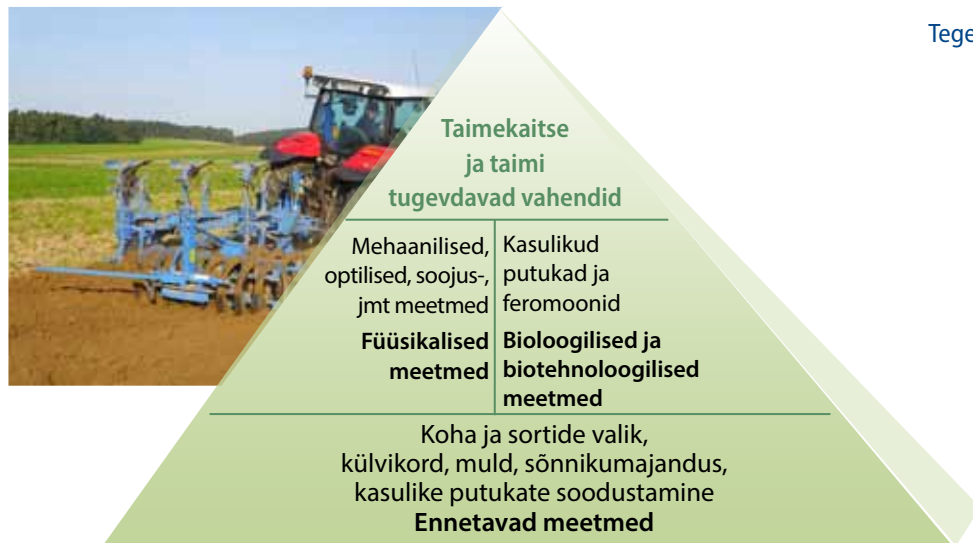 Tege
Taimekaitse
ja taimi
tugevdavad vahendid
Mehaanilised,
optilised, soojus-,
jmt meetmed
Füüsikalised
meetmed
Kasulikud
putukad ja
feromoonid
Bioloogilised ja
biotehnoloogilised
meetmed
Koha ja sortide valik,
külvikord, muld, sõnnikumajandus,
kasulike putukate soodustamine
Ennetavad meetmed